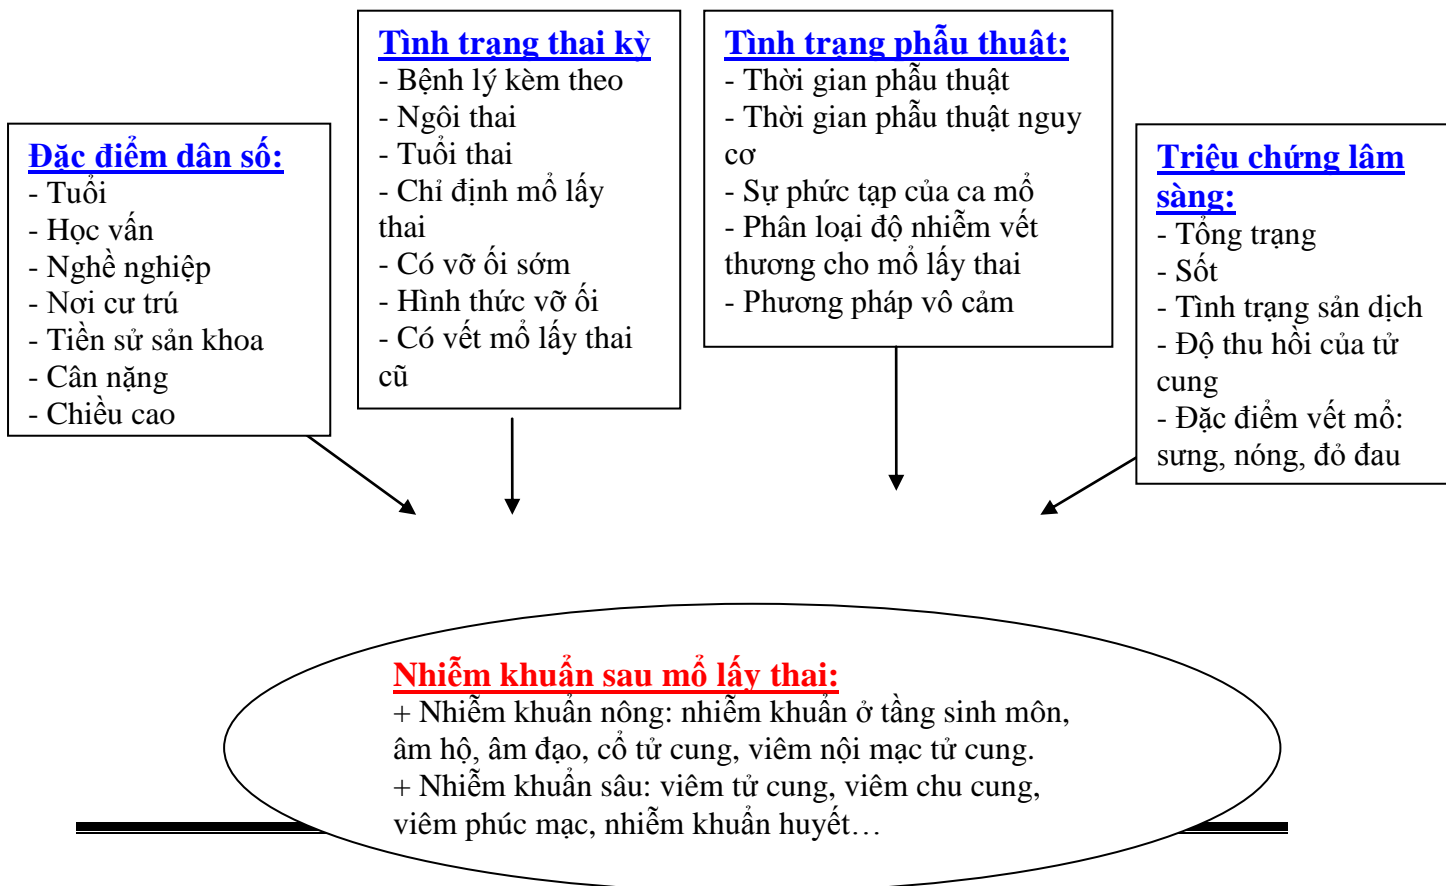 Đặc điểm dân số:
- Tuổi
- Học vấn
- Nghề nghiệp
- Nơi cư trú
- Tiền sử sản khoa
- Cân nặng
- Chiều cao
Tình trạng thai kỳ
- Bệnh lý kèm theo
- Ngôi thai
- Tuổi thai
- Chỉ định mổ lấy
thai
- Có vỡ ối sớm
- Hình thức vỡ ối
- Có vết mổ lấy thai
cũ
Tình trạng phẫu thuật:
- Thời gian phẫu thuật
- Thời gian phẫu thuật nguy
cơ
- Sự phức tạp của ca mổ
- Phân loại độ nhiễm vết
thương cho mổ lấy thai
- Phương pháp vô cảm
Triệu chứng lâm
sàng:
- Tổng trạng
- Sốt
- Tình trạng sản dịch
- Độ thu hồi của tử
cung
- Đặc điểm vết mổ:
sưng, nóng, đỏ đau
Nhiễm khuẩn sau mổ lấy thai:
+ Nhiễm khuẩn nông: nhiễm khuẩn ở tầng sinh môn,
âm hộ, âm đạo, cổ tử cung, viêm nội mạc tử cung.
+ Nhiễm khuẩn sâu: viêm tử cung, viêm chu cung,
viêm phúc mạc, nhiễm khuẩn huyết…